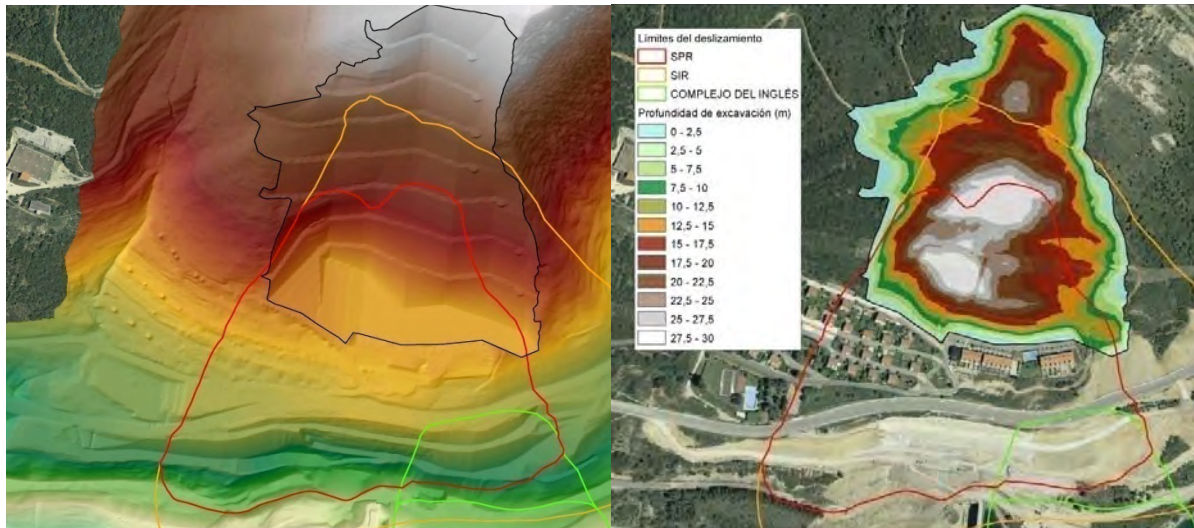 Límites del deslizamiento
SPR
SIR
COMPLEJO DEL INGLÉS
Profundidad de excavación (m)
0 - 2,5
2,5 - 5
5 - 7,5
7,5 - 10
10 - 12,5
12,5 - 15
15 - 17,5
17,5 - 20
20 - 22,5
22,5 - 25
25 - 27,5
27,5 - 30